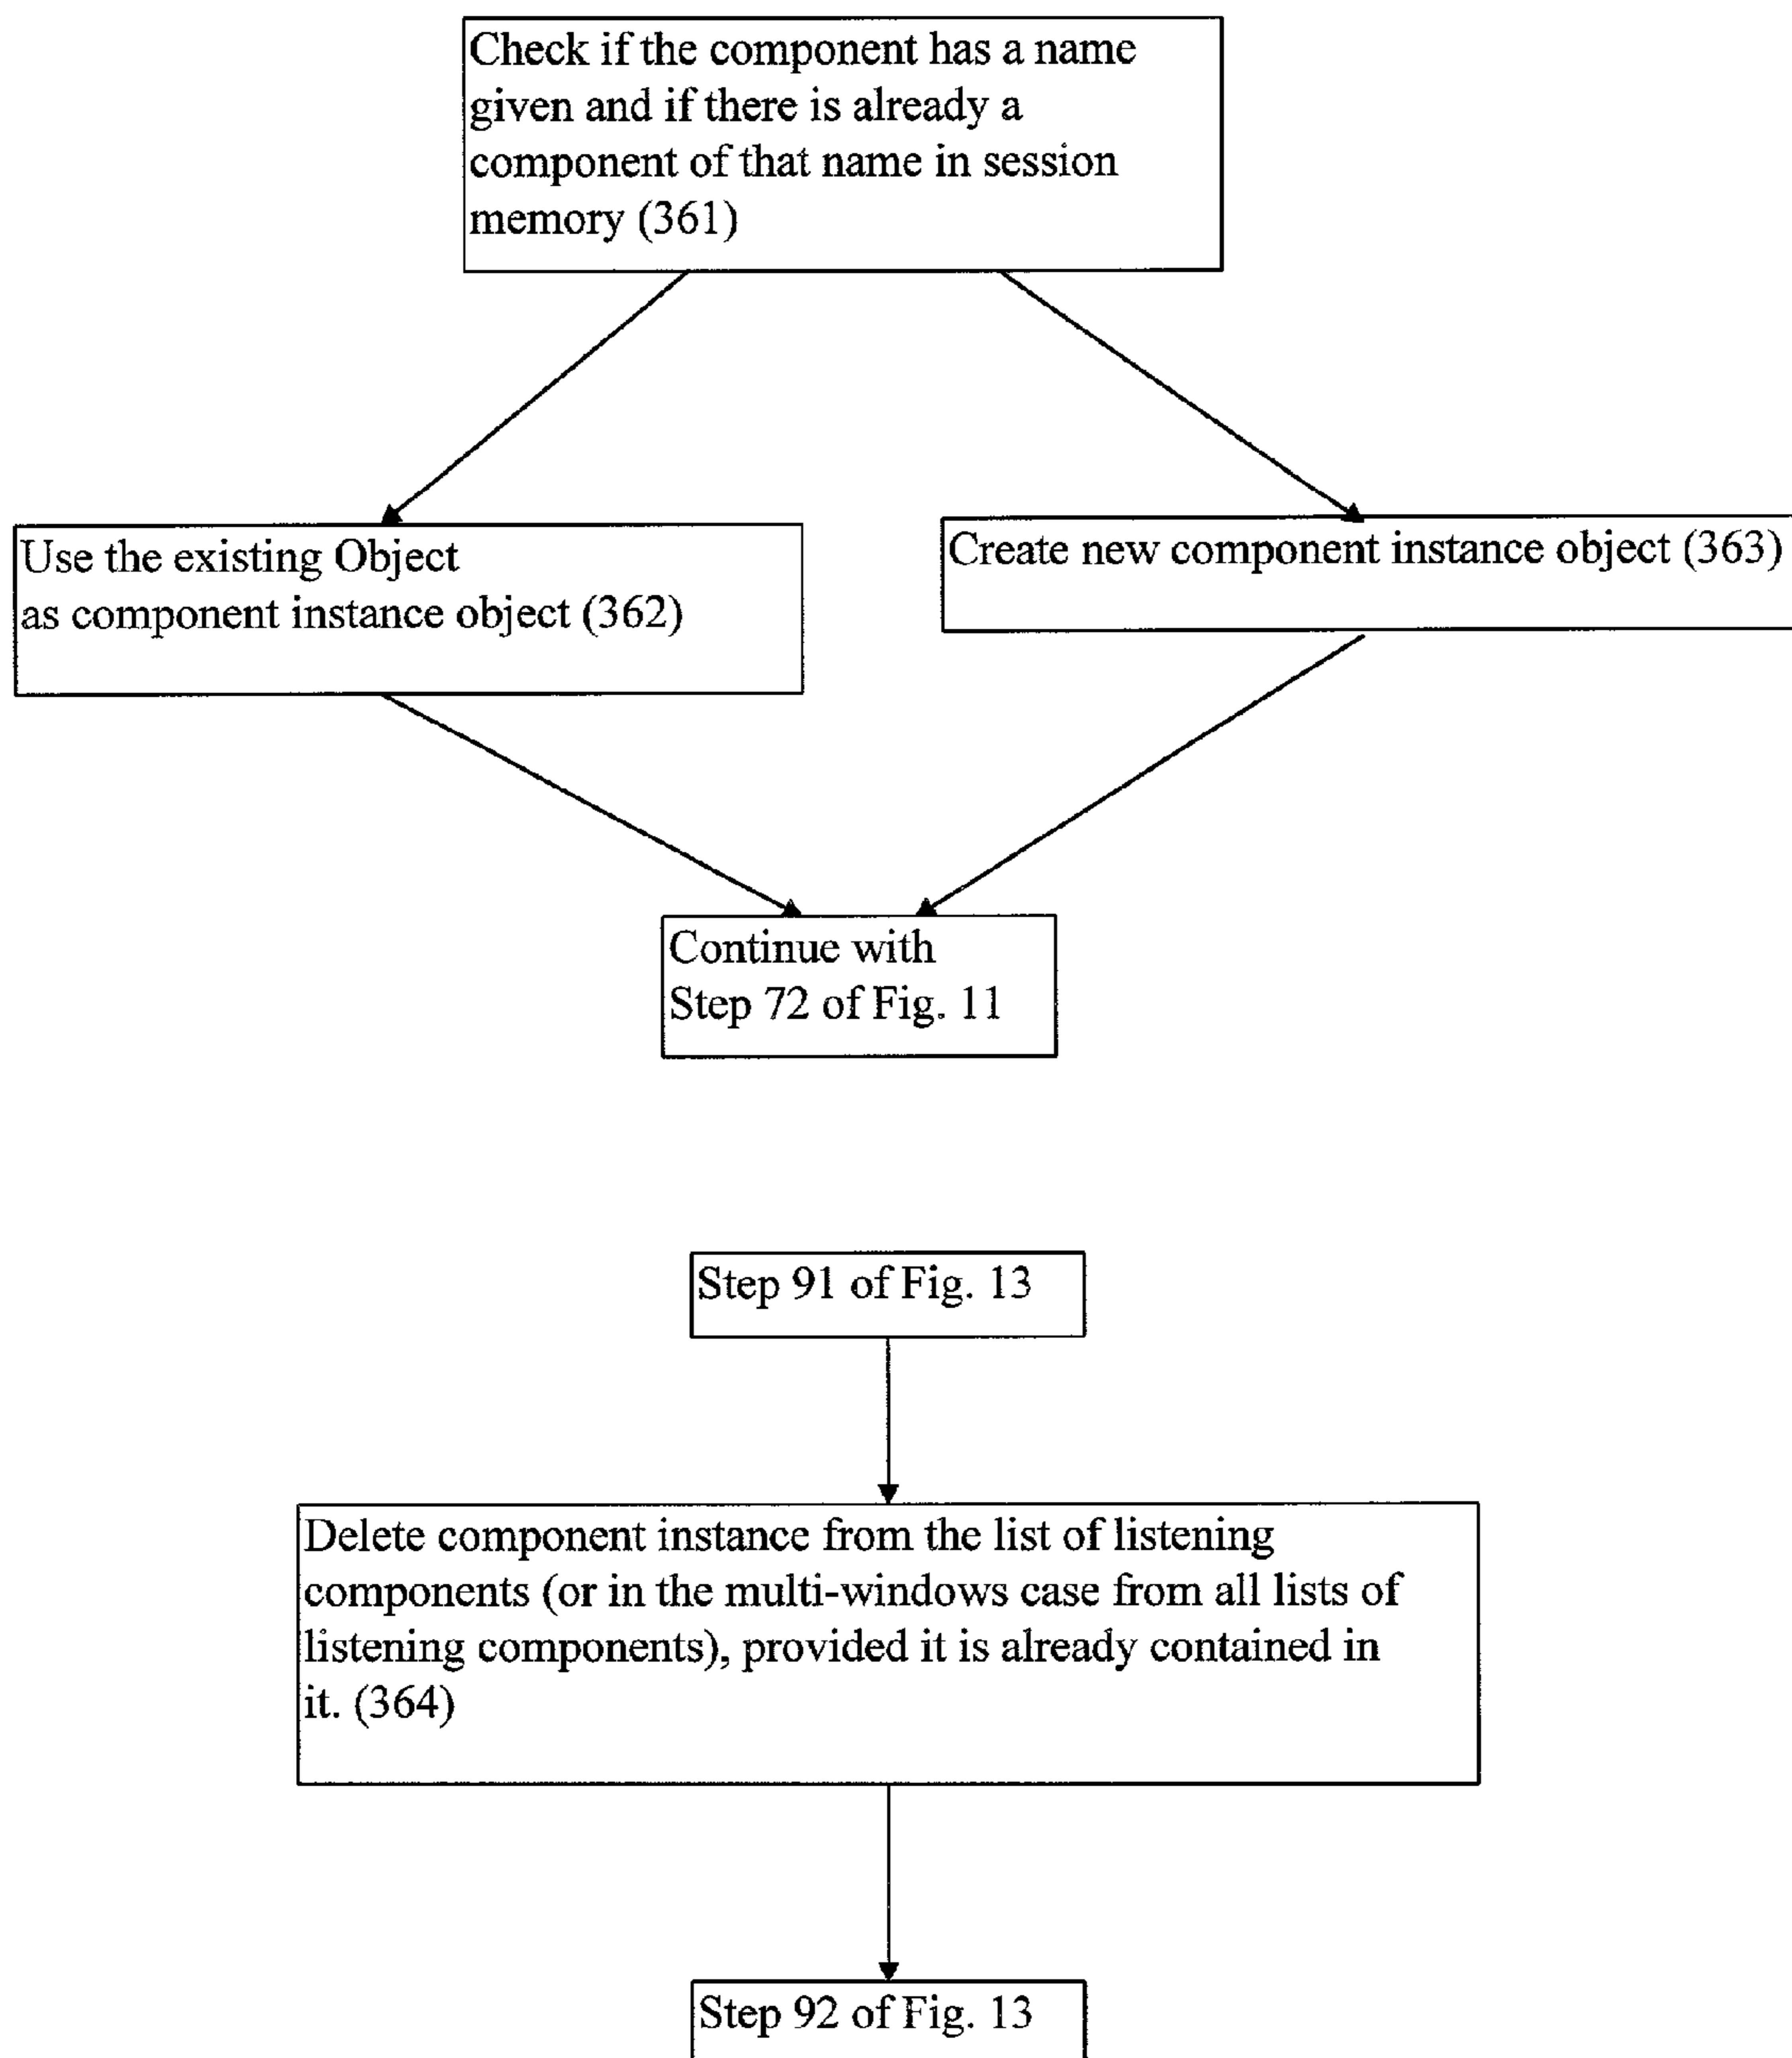 Check if the component has a name
given and if there is already a
component of that name in session
memory (361)
Use the existing Object
as component instance object (362)
Create new component instance object (363)
Continue with
Step 72 of Fig. 11
Step 91 of Fig. 13
Delete component instance from the list of listening
components (or in the multi-windows case from all lists of
listening components), provided it is already contained in
it. (364)
Step 92 of Fig. 13